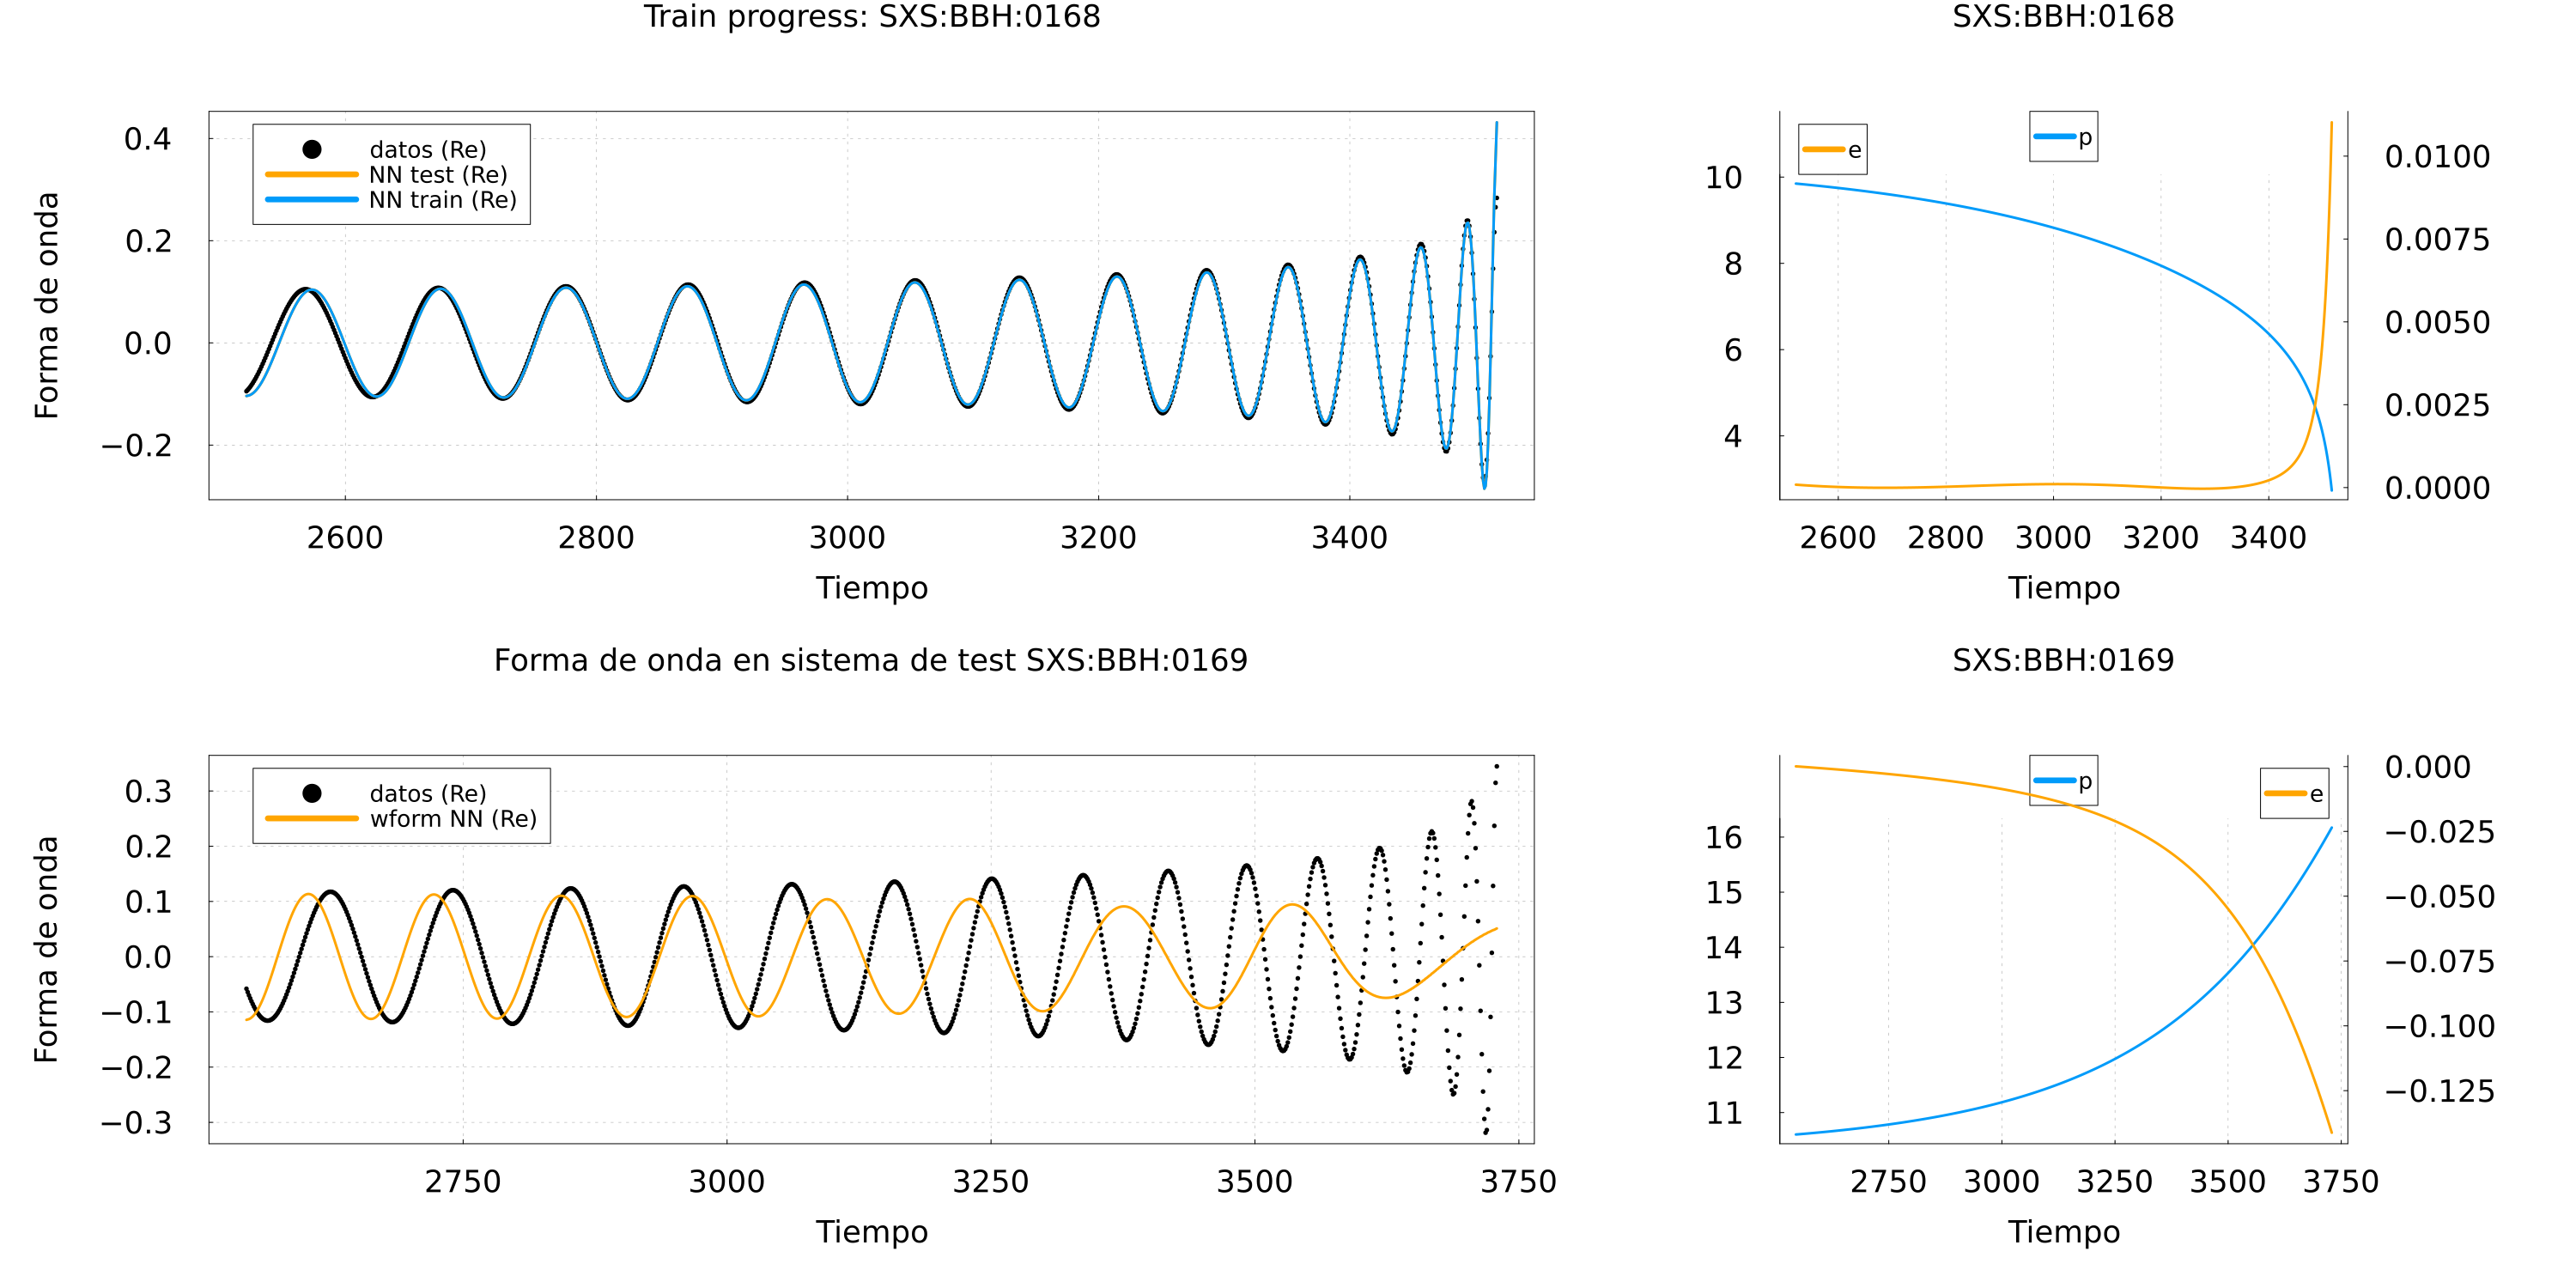 Train progress: SXS:BBH:0168
datos (Re)
NN test (Re)
NN train (Re)
Forma de onda
0.4
0.2
0.0
−0.2
2600 2800 3000 3200 3400
Tiempo
SXS:BBH:0168
e
p
10
8
6
4
0.0100
0.0075
0.0050
0.0025
0.0000
2600 2800 3000 3200 3400
Tiempo
Forma de onda en sistema de test SXS:BBH:0169
datos (Re)
wform NN (Re)
Forma de onda
0.3
0.2
0.1
0.0
−0.1
−0.2
−0.3
2750 3000 3250 3500 3750
Tiempo
SXS:BBH:0169
p
e
16
15
14
13
12
11
0.000
−0.025
−0.050
−0.075
−0.100
−0.125
2750 3000 3250 3500 3750
Tiempo